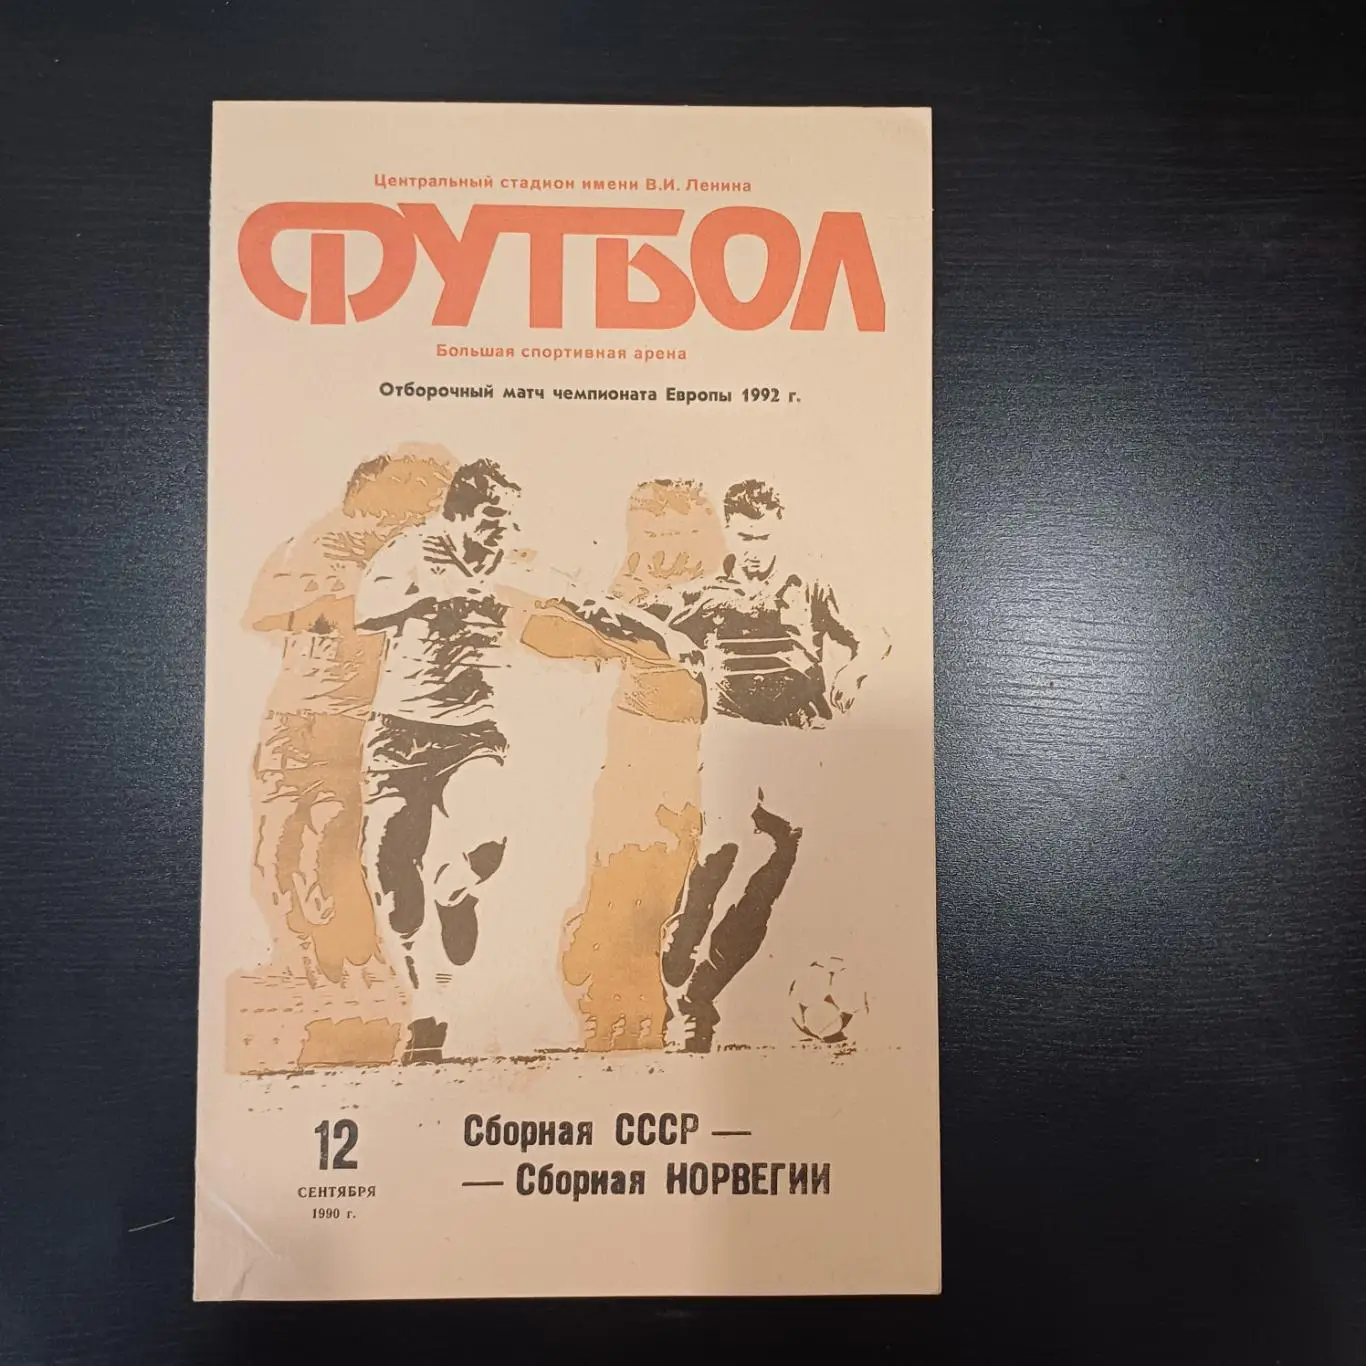 Центральный стадион имени В.И. Ленина
ФУТБОЛ
Большая спортивная арена
Отборочный матч чемпионата Европы 1992 г.
12
СЕНТЯБРЯ
1990 г.
Сборная СССР —
— Сборная НОРВЕГИИ